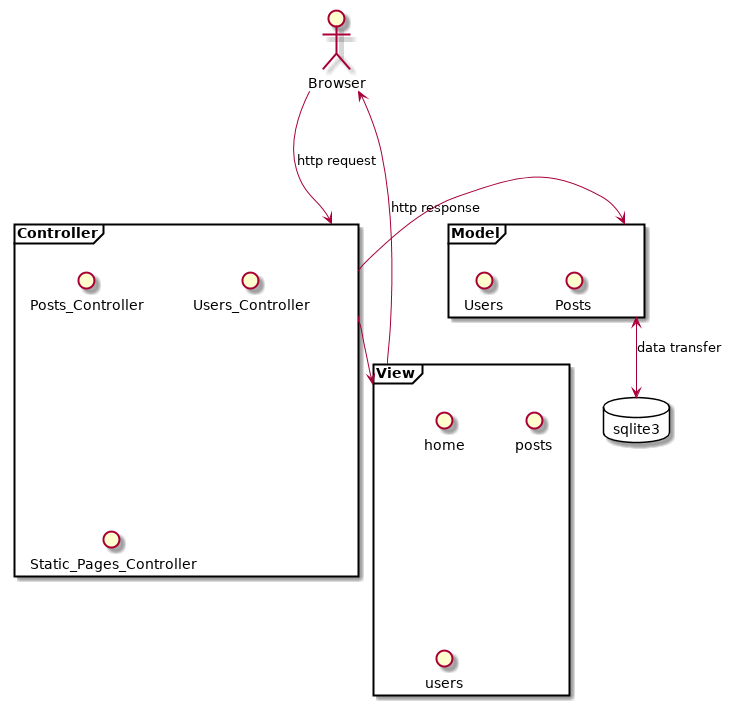 Browser
http request
http response
Controller
Model
Posts_Controller
Users_Controller
Users
Posts
data transfer
View
sqlite3
home
posts
Static_Pages_Controller
users